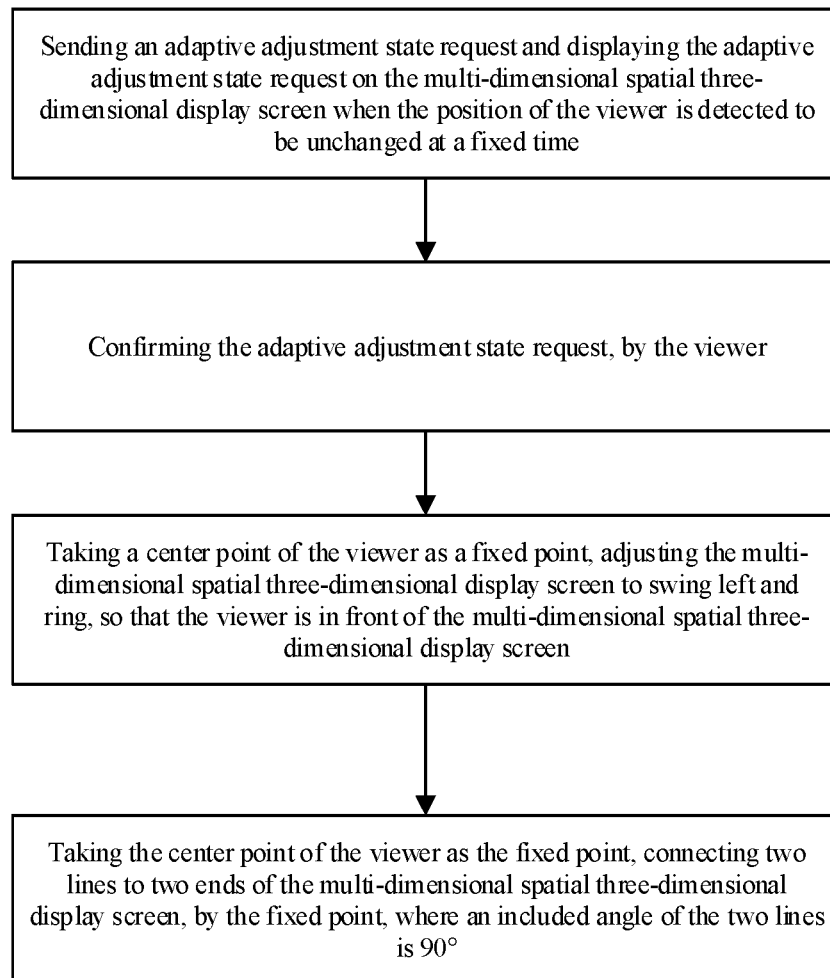 Sending an adaptive adjustment state request and displaying the adaptive
adjustment state request on the multi-dimensional spatial three-
dimensional display screen when the position of the viewer is detected to
be unchanged at a fixed time
Confirming the adaptive adjustment state request, by the viewer
Taking a center point of the viewer as a fixed point, adjusting the multi-
dimensional spatial three-dimensional display screen to swing left and
ring, so that the viewer is in front of the multi-dimensional spatial three-
dimensional display screen
Taking the center point of the viewer as the fixed point, connecting two
lines to two ends of the multi-dimensional spatial three-dimensional
display screen, by the fixed point, where an included angle of the two lines
is 90°